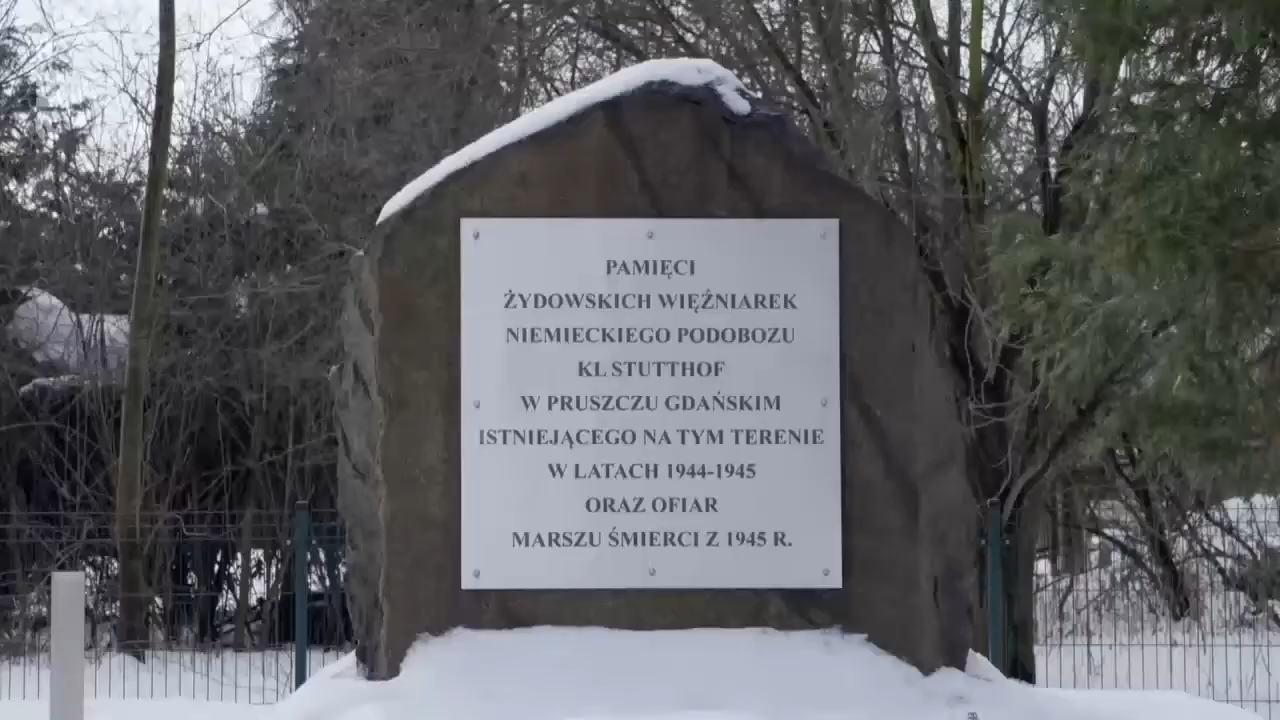 PAMIĘCI
ŻYDOWSKICH WIĘŹNIAREK
NIEMIECKIEGO PODOBOZU
KL STUTTHOF
W PRUSZCZU GDAŃSKIM
ISTNIEJĄCEGO NA TYM TERENIE
W LATACH 1944-1945
ORAZ OFIAR
MARSZU ŚMIERCI Z 1945 R.